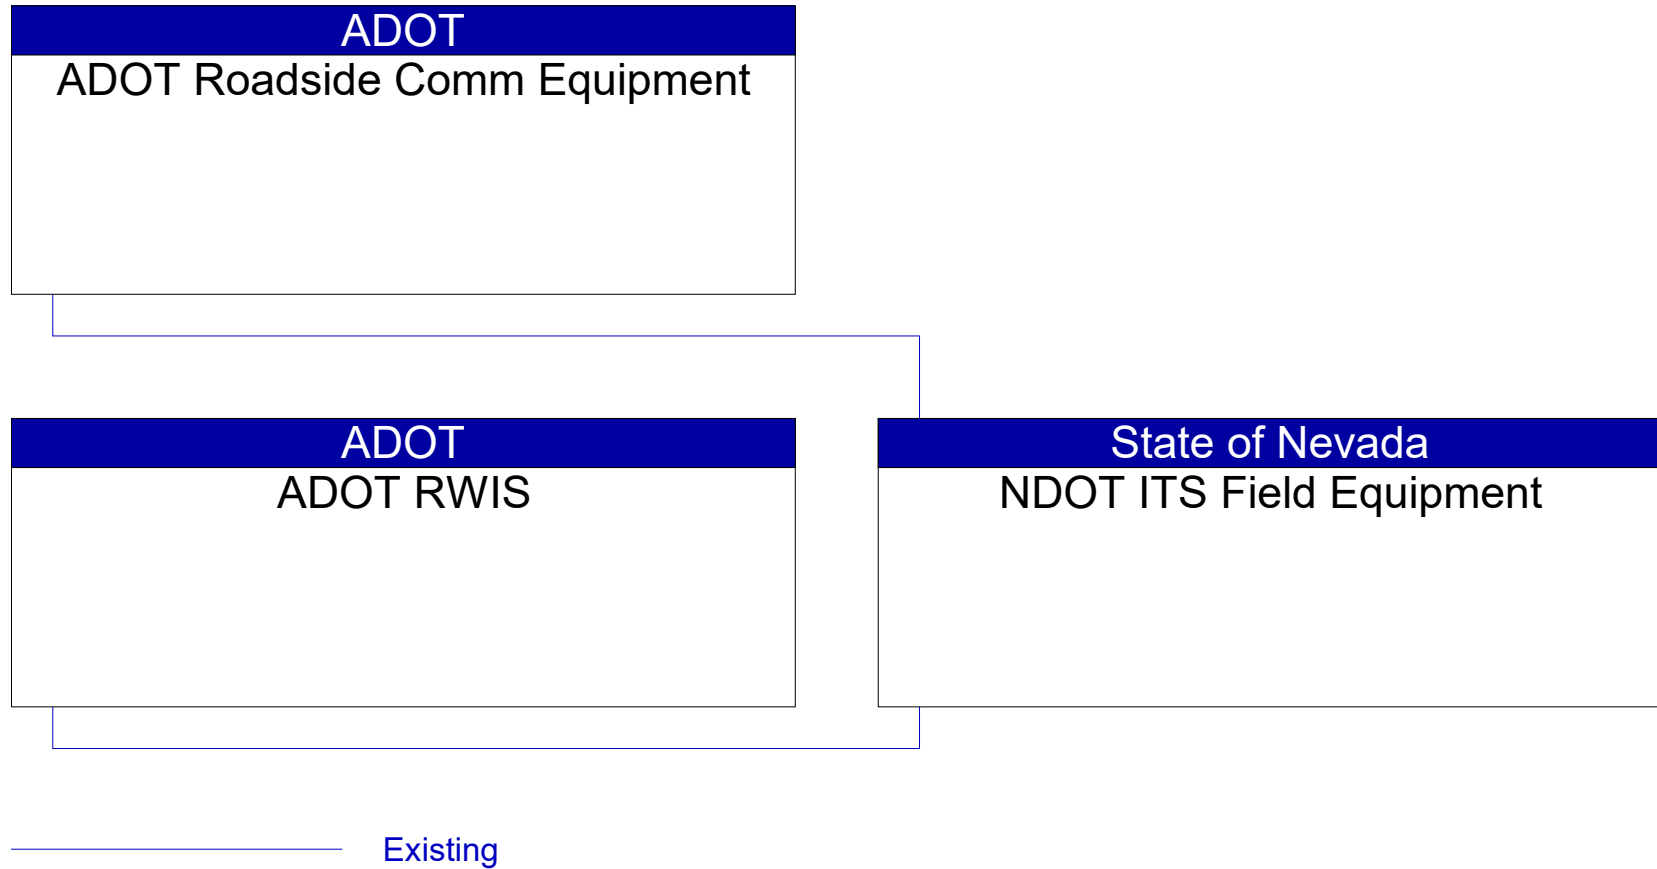 ADOT
ADOT Roadside Comm Equipment
ADOT
ADOT RWIS
State of Nevada
NDOT ITS Field Equipment
Existing